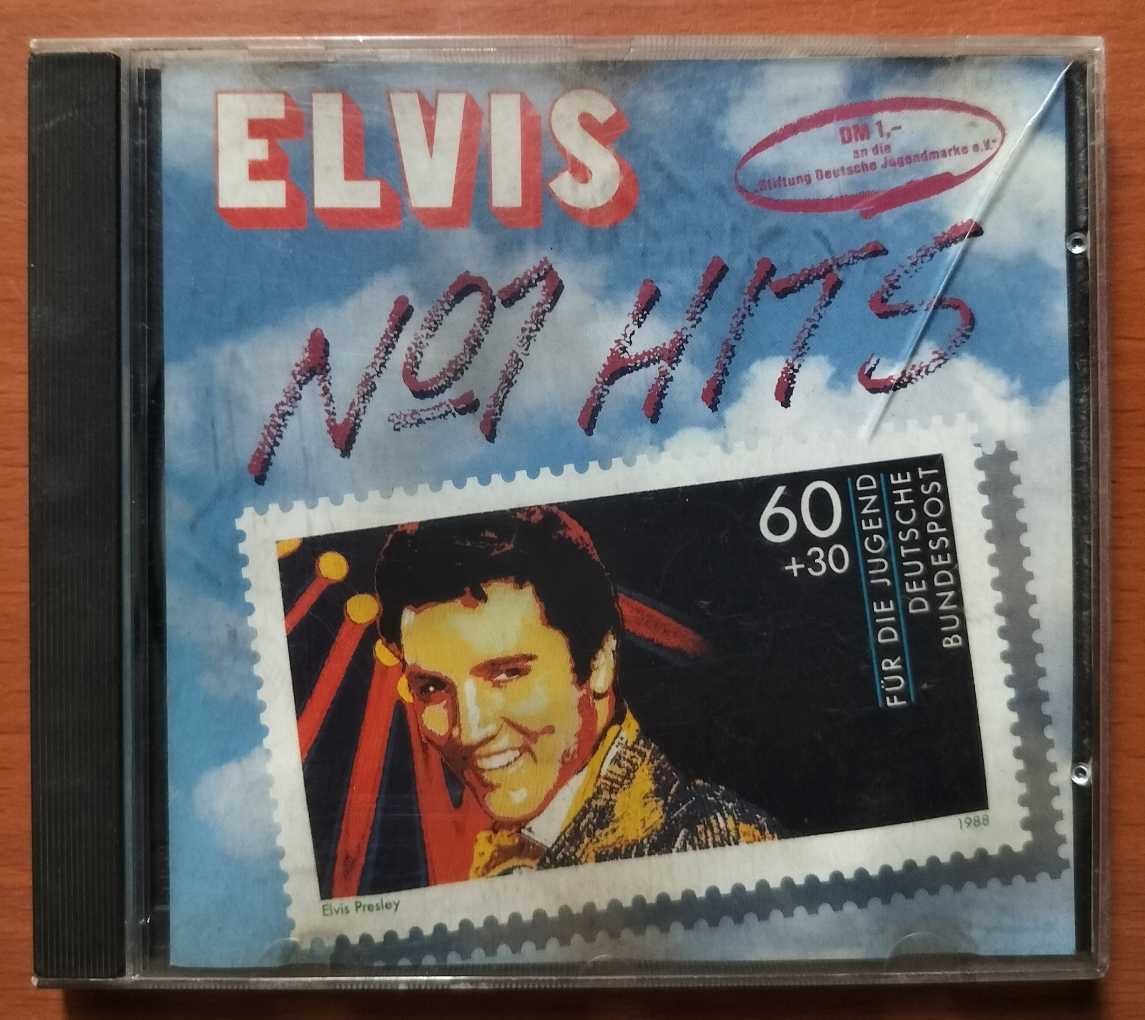 ELVIS
DM 1,–
an die
„Stiftung Deutsche Jugendmarke e.V.“
No1 HITS
60
+30
FÜR DIE JUGEND
DEUTSCHE
BUNDESPOST
1988
Elvis Presley